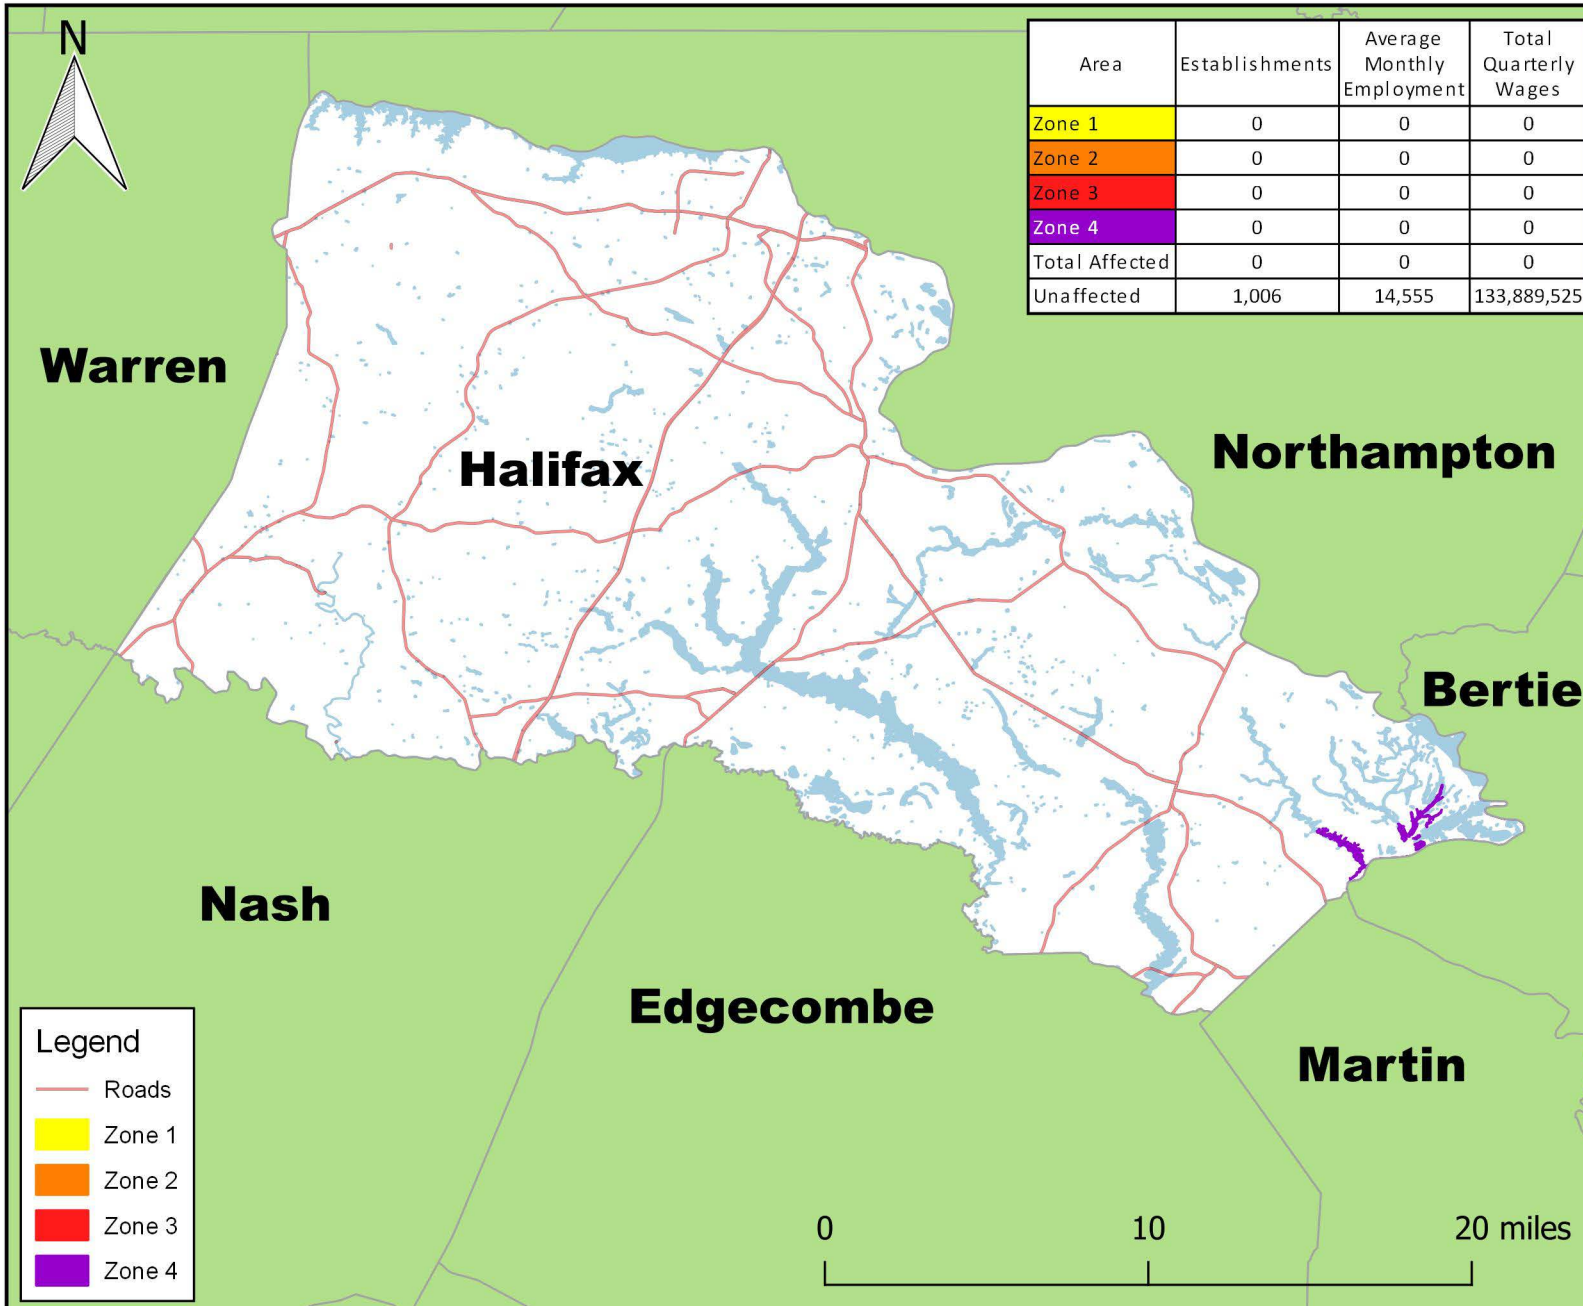 N
Area Establishments Average Monthly Employment Total Quarterly Wages
Zone 1 0 0 0
Zone 2 0 0 0
Zone 3 0 0 0
Zone 4 0 0 0
Total Affected 0 0 0
Unaffected 1,006 14,555 133,889,525
Warren
Halifax
Northampton
Bertie
Nash
Edgecombe
Martin
Legend
Roads
Zone 1
Zone 2
Zone 3
Zone 4
0 10 20 miles